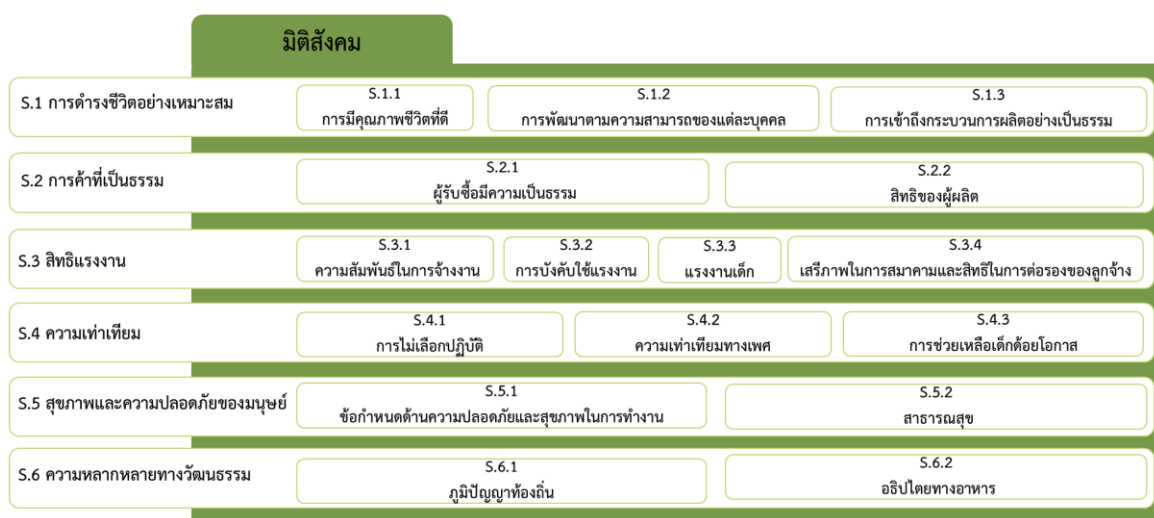 มิติสังคม
S.1 การดำรงชีวิตอย่างเหมาะสม
S.1.1
การมีคุณภาพชีวิตที่ดี
S.1.2
การพัฒนาตามความสามารถของแต่ละบุคคล
S.1.3
การเข้าถึงกระบวนการผลิตอย่างเป็นธรรม
S.2 การค้าที่เป็นธรรม
S.2.1
ผู้รับซื้อมีความเป็นธรรม
S.2.2
สิทธิของผู้ผลิต
S.3 สิทธิแรงงาน
S.3.1
ความสัมพันธ์ในการจ้างงาน
S.3.2
การบังคับใช้แรงงาน
S.3.3
แรงงานเด็ก
S.3.4
เสรีภาพในการสมาคมและสิทธิในการต่อรองของลูกจ้าง
S.4 ความเท่าเทียม
S.4.1
การไม่เลือกปฏิบัติ
S.4.2
ความเท่าเทียมทางเพศ
S.4.3
การช่วยเหลือเด็กด้อยโอกาส
S.5 สุขภาพและความปลอดภัยของมนุษย์
S.5.1
ข้อกำหนดด้านความปลอดภัยและสุขภาพในการทำงาน
S.5.2
สาธารณสุข
S.6 ความหลากหลายทางวัฒนธรรม
S.6.1
ภูมิปัญญาท้องถิ่น
S.6.2
อธิปไตยทางอาหาร